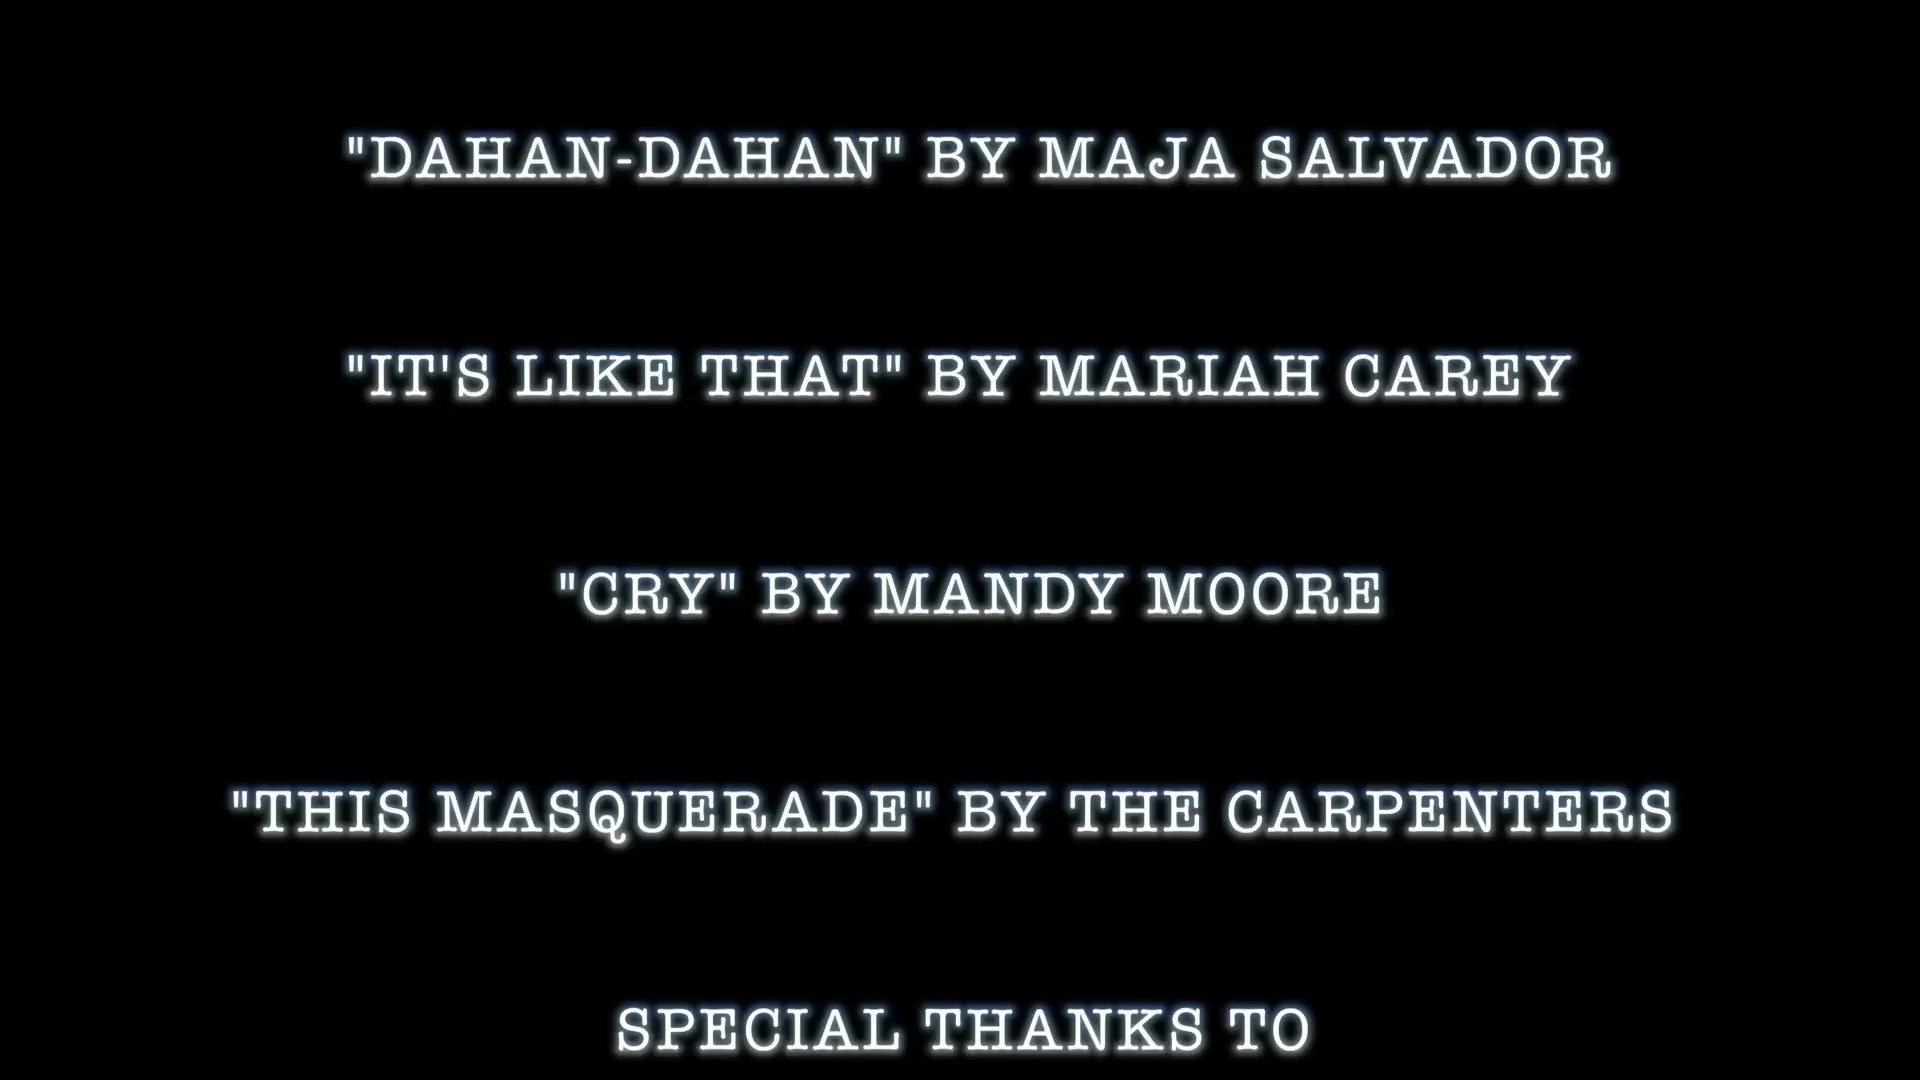 "DAHAN-DAHAN" BY MAJA SALVADOR
"IT'S LIKE THAT" BY MARIAH CAREY
"CRY" BY MANDY MOORE
"THIS MASQUERADE" BY THE CARPENTERS
SPECIAL THANKS TO